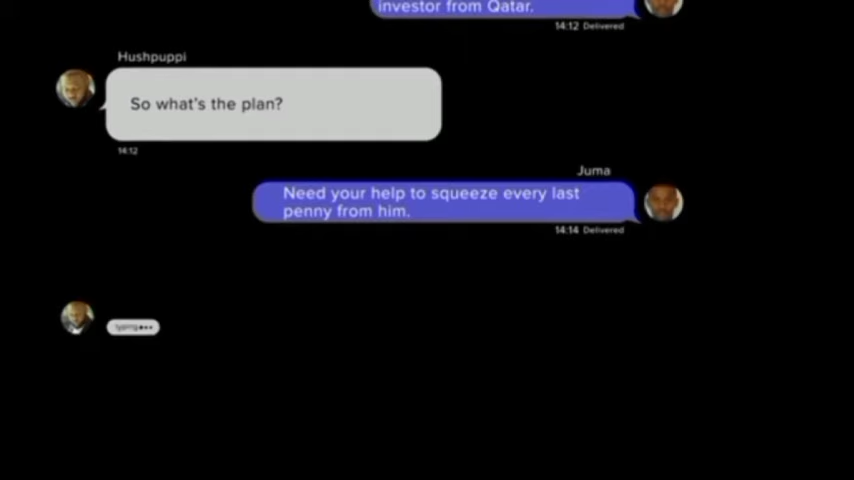 investor from Qatar.
14:12 Delivered
Hushpuppi
So what's the plan?
14:12
Juma
Need your help to squeeze every last
penny from him.
14:14 Delivered
typing